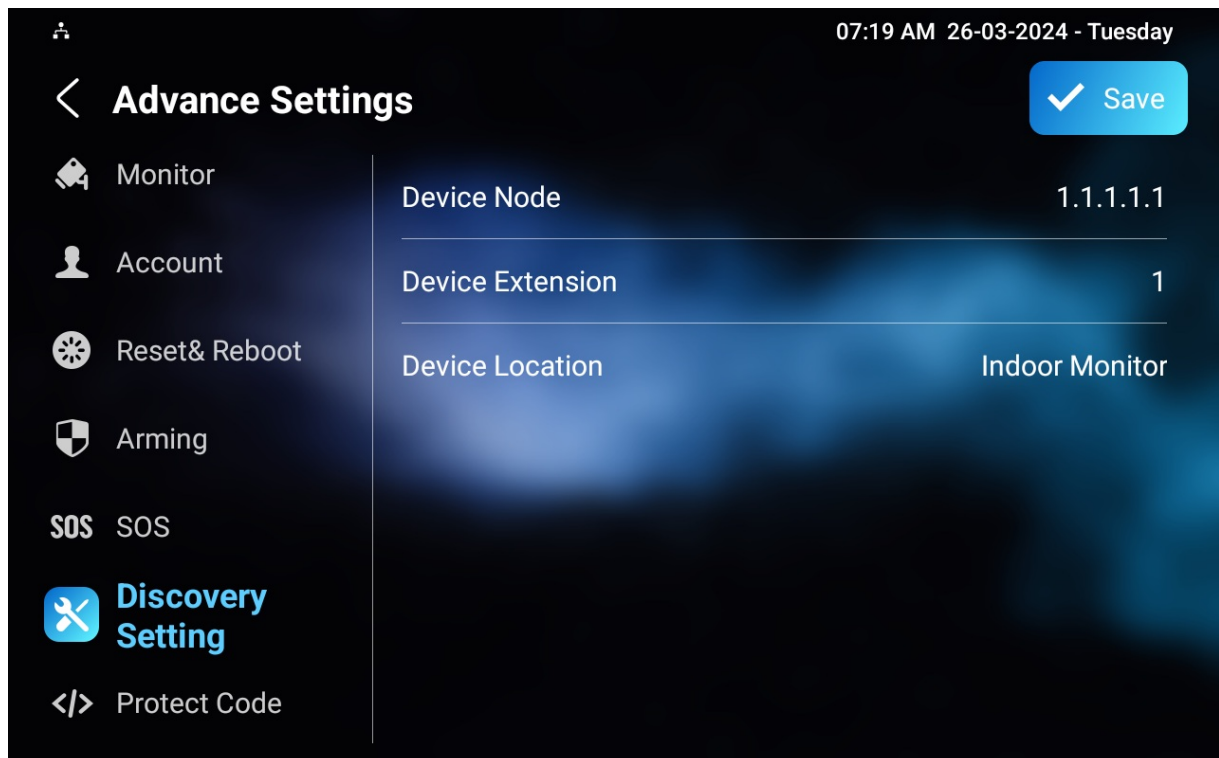 07:19 AM 26-03-2024 - Tuesday
Advance Settings
Save
Monitor
Account
Reset& Reboot
Arming
SOS SOS
Discovery
Setting
</> Protect Code
Device Node 1.1.1.1.1
Device Extension 1
Device Location Indoor Monitor